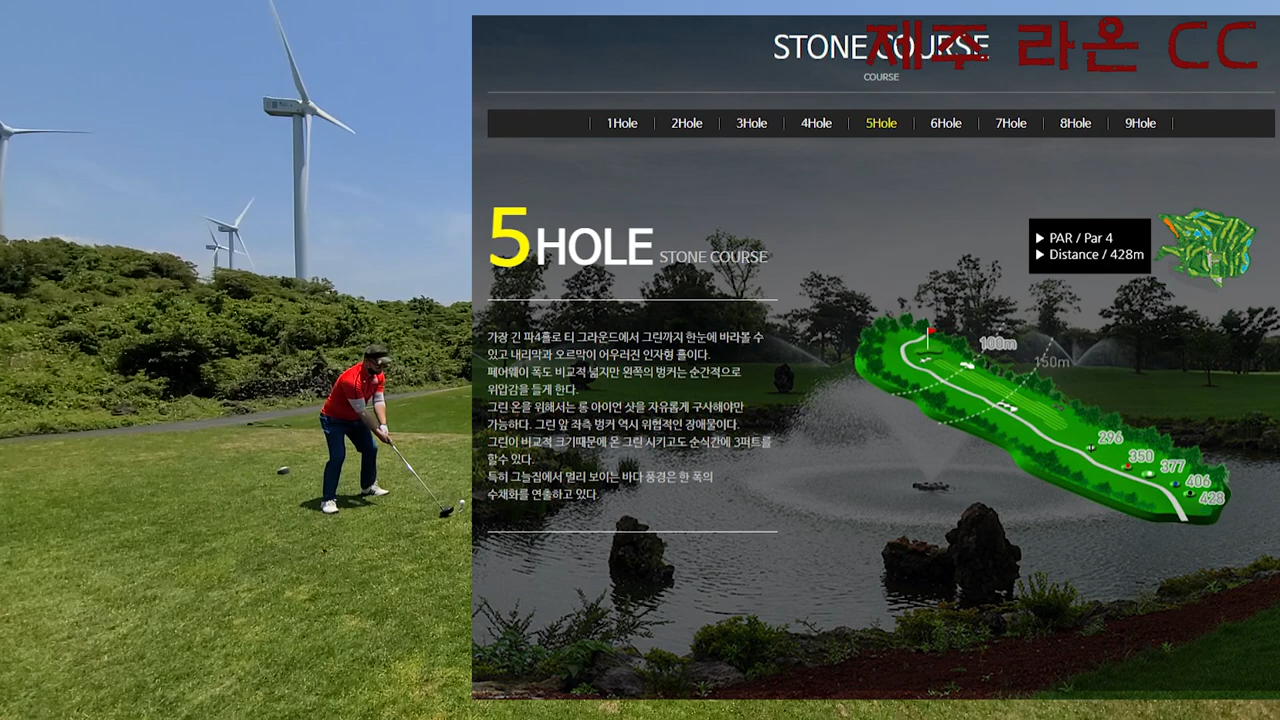 제주 라온 CC
STONE COURSE
COURSE
1Hole 2Hole 3Hole 4Hole 5Hole 6Hole 7Hole 8Hole 9Hole
5HOLE STONE COURSE
▶ PAR / Par 4
▶ Distance / 428m
가장 긴 파4홀로 티 그라운드에서 그린까지 한눈에 바라볼 수
있고 내리막과 오르막이 어우러진 인자형 홀이다.
페어웨이 폭도 비교적 넓지만 왼쪽의 벙커는 순간적으로
위압감을 들게 한다.
그린 온을 위해서는 롱 아이언 샷을 자유롭게 구사해야만
가능하다. 그린 앞 좌측 벙커 역시 위협적인 장애물이다.
그린이 비교적 크기때문에 온 그린 시키고도 순식간에 3퍼트를
할수 있다.
특히 그늘집에서 멀리 보이는 바다 풍경은 한 폭의
수채화를 연출하고 있다.
100m
150m
296
350
377
406
428